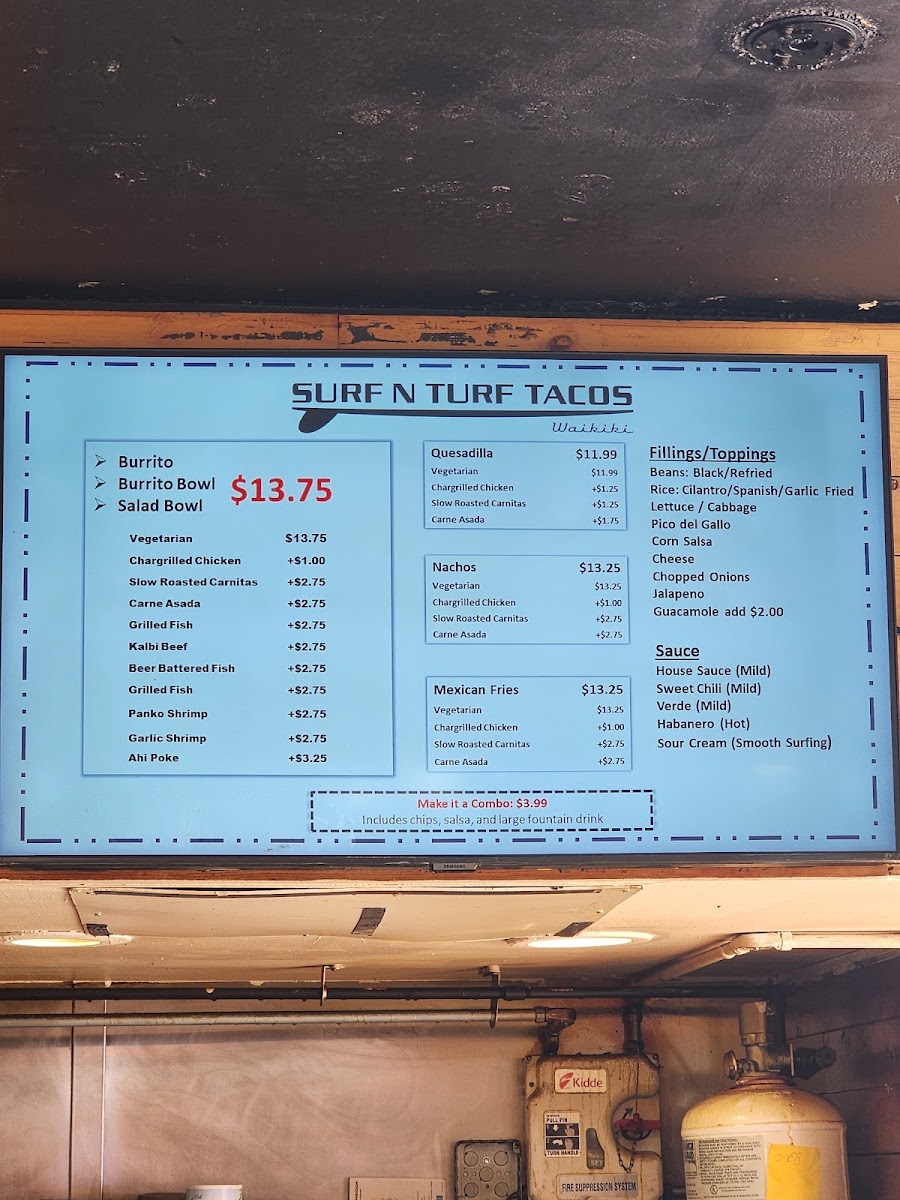 SURF N TURF TACOS
Waikiki
➢ Burrito
➢ Burrito Bowl
➢ Salad Bowl
$13.75
Vegetarian $13.75
Chargrilled Chicken +$1.00
Slow Roasted Carnitas +$2.75
Carne Asada +$2.75
Grilled Fish +$2.75
Kalbi Beef +$2.75
Beer Battered Fish +$2.75
Grilled Fish +$2.75
Panko Shrimp +$2.75
Garlic Shrimp +$2.75
Ahi Poke +$3.25
Quesadilla $11.99
Vegetarian $11.99
Chargrilled Chicken +$1.25
Slow Roasted Carnitas +$1.25
Carne Asada +$1.75
Nachos $13.25
Vegetarian $13.25
Chargrilled Chicken +$1.00
Slow Roasted Carnitas +$2.75
Carne Asada +$2.75
Mexican Fries $13.25
Vegetarian $13.25
Chargrilled Chicken +$1.00
Slow Roasted Carnitas +$2.75
Carne Asada +$2.75
Fillings/Toppings
Beans: Black/Refried
Rice: Cilantro/Spanish/Garlic Fried
Lettuce / Cabbage
Pico del Gallo
Corn Salsa
Cheese
Chopped Onions
Jalapeno
Guacamole add $2.00
Sauce
House Sauce (Mild)
Sweet Chili (Mild)
Verde (Mild)
Habanero (Hot)
Sour Cream (Smooth Surfing)
Make it a Combo: $3.99
Includes chips, salsa, and large fountain drink
SAMSUNG
Kidde
PULL PIN
TURN HANDLE
SET
FIRE SUPPRESSION SYSTEM